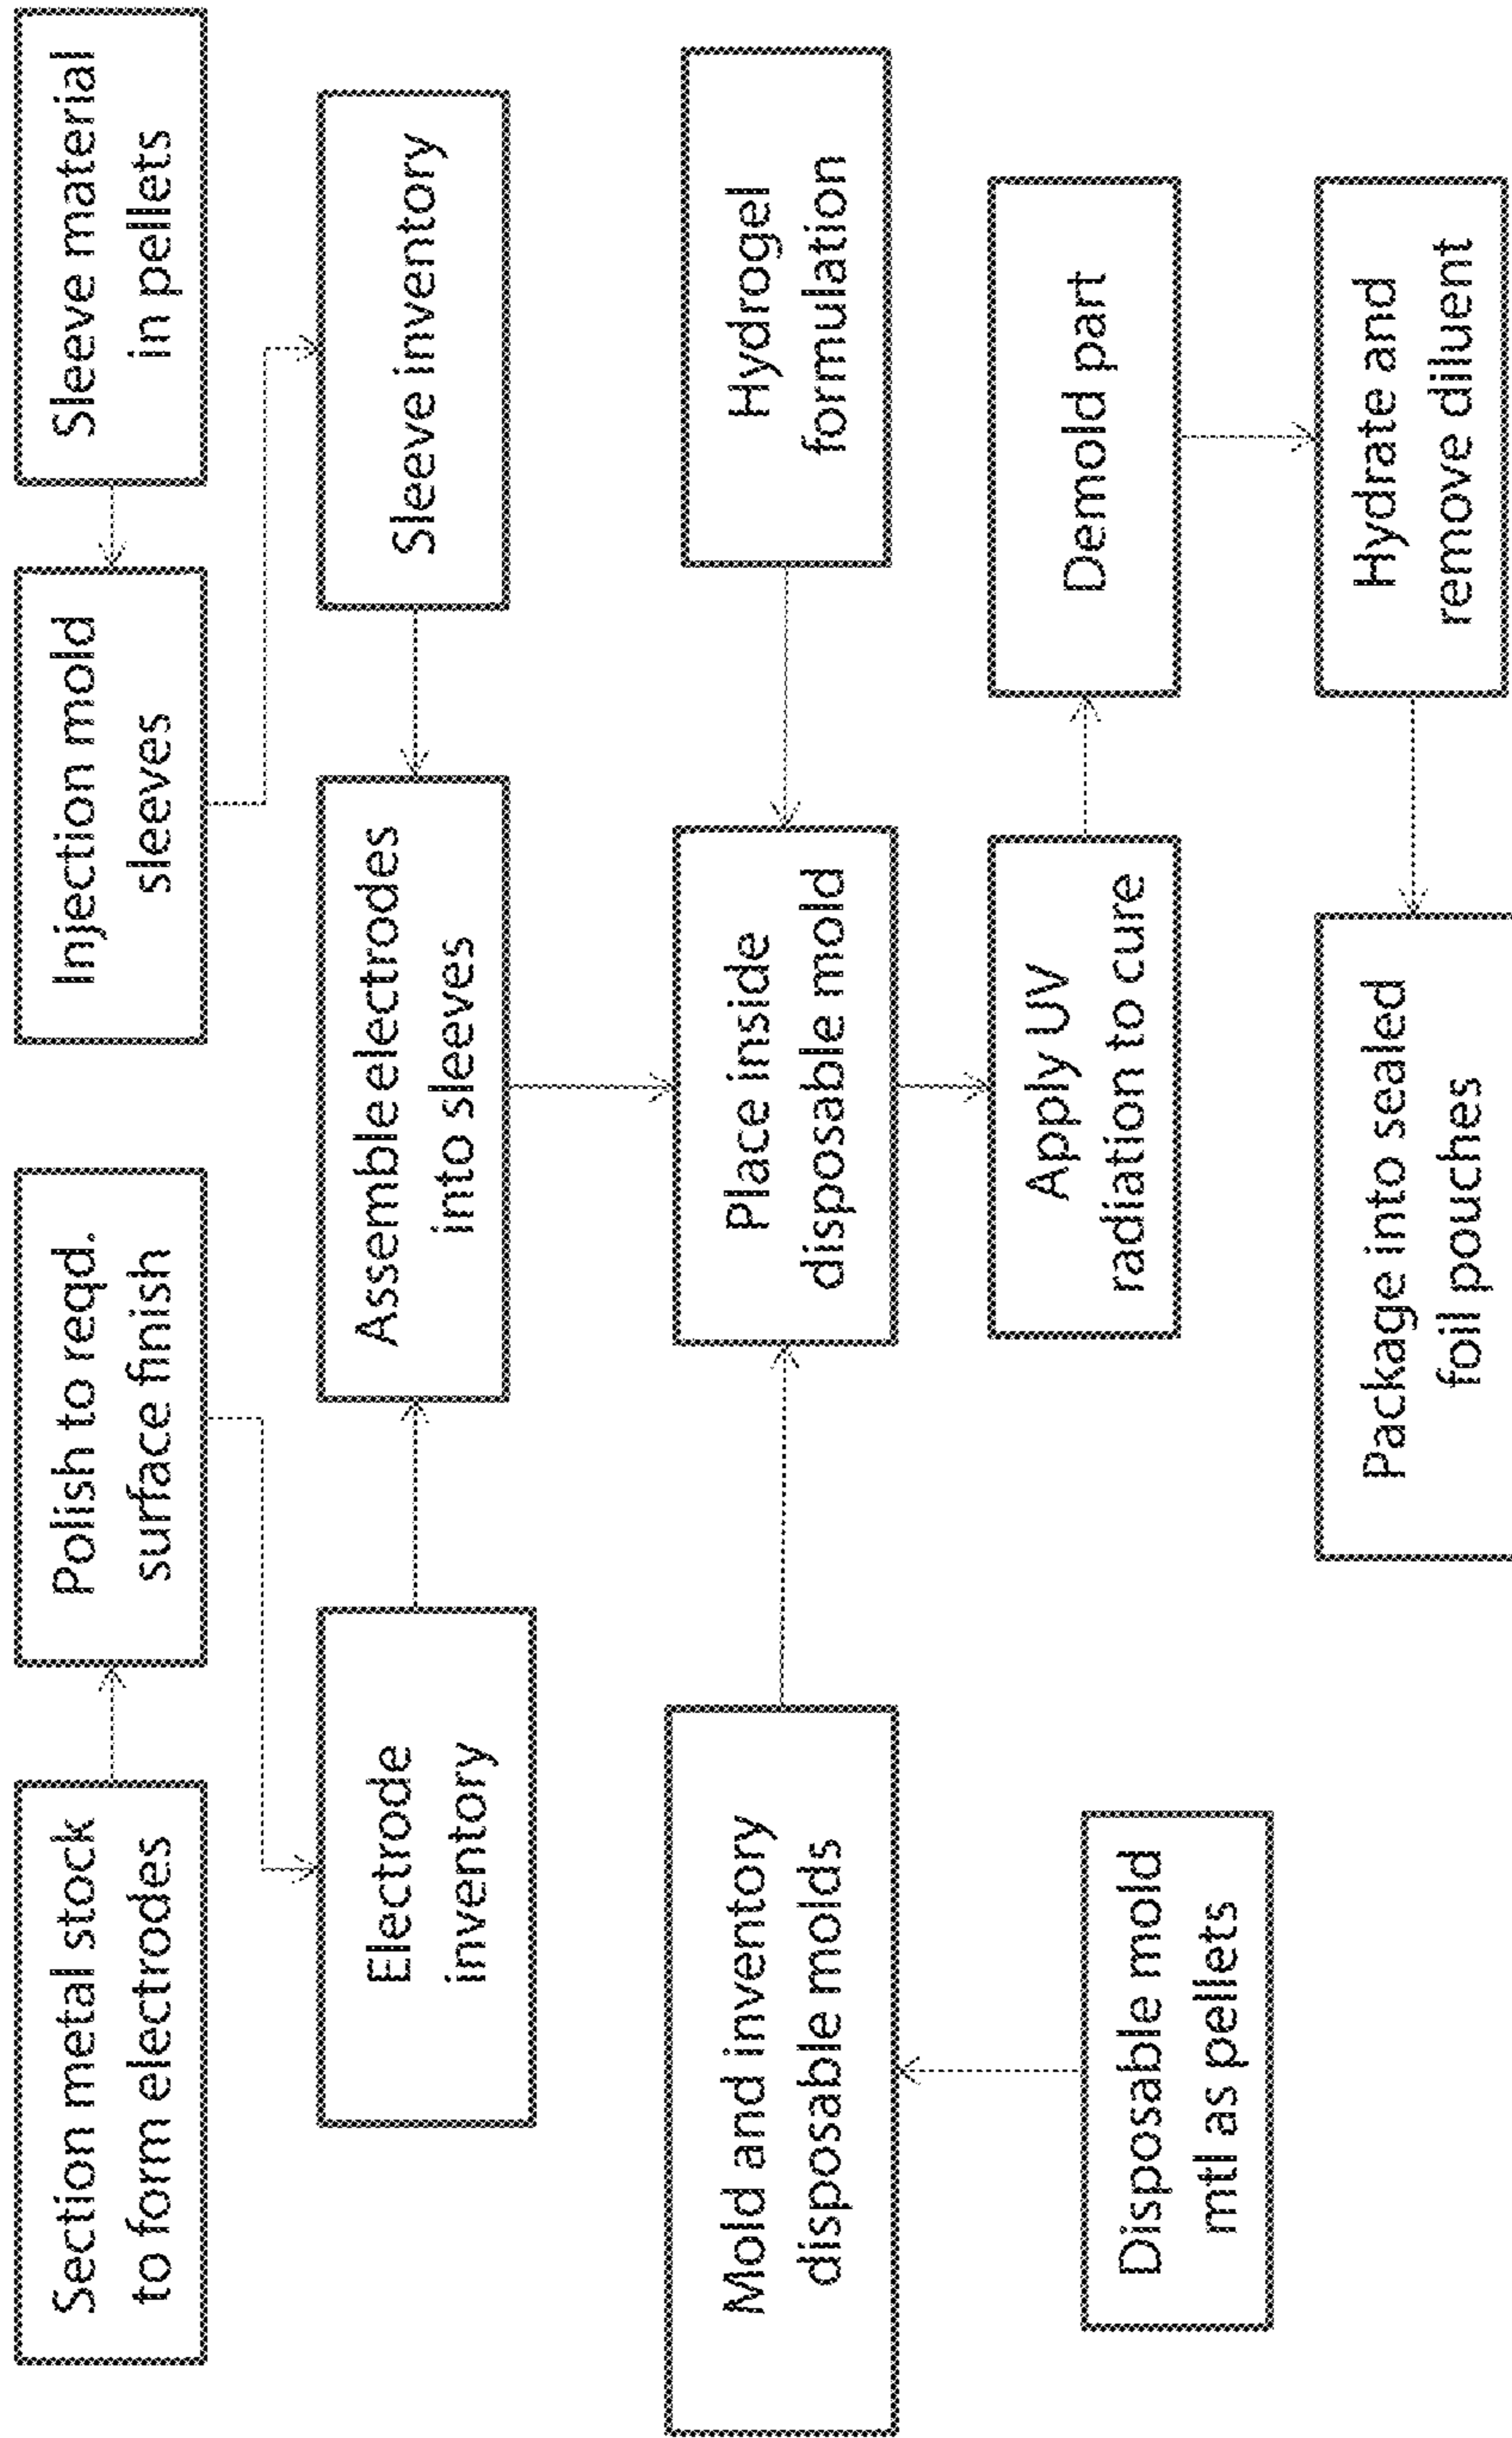 Section metal stock
to form electrodes
Polish to reqd.
surface finish
Injection mold
sleeves
Sleeve material
in pellets
Electrode
inventory
Assemble electrodes
into sleeves
Sleeve inventory
Mold and inventory
disposable molds
Place inside
disposable mold
Hydrogel
formulation
Disposable mold
mtl as pellets
Apply UV
radiation to cure
Demold part
Package into sealed
foil pouches
Hydrate and
remove diluent